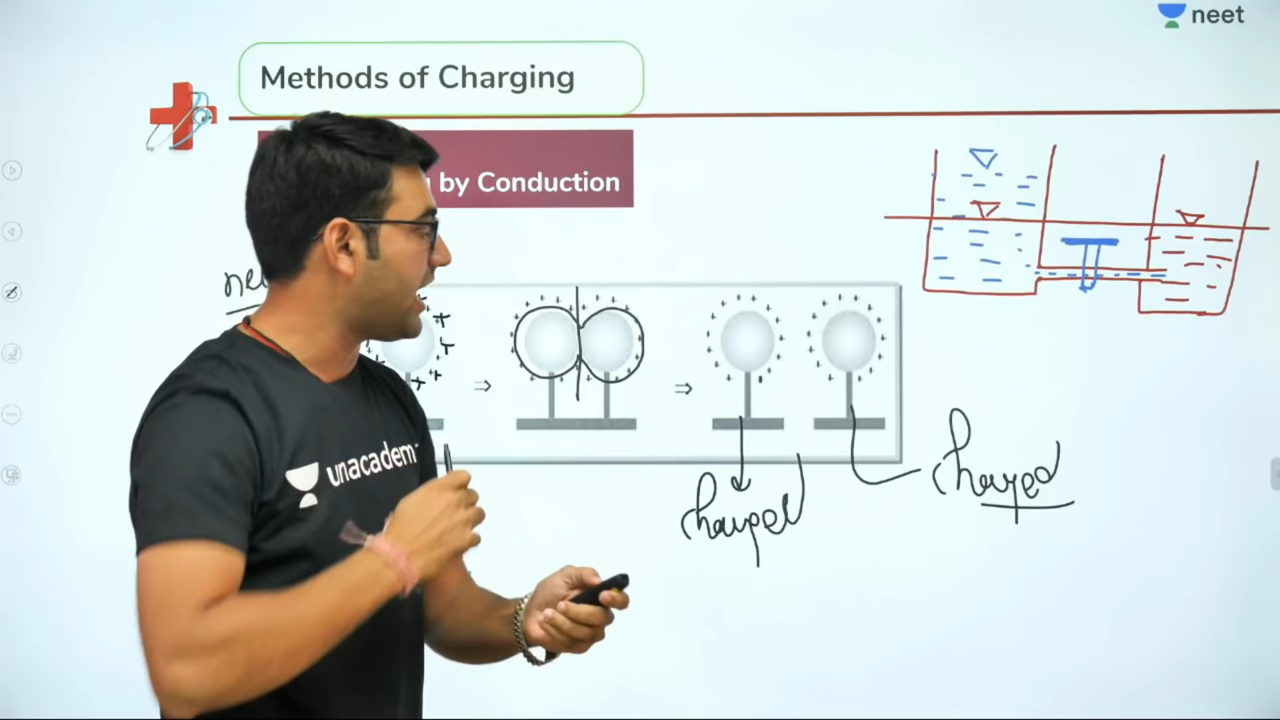 neet
Methods of Charging
by Conduction
charged
charged
unacadem